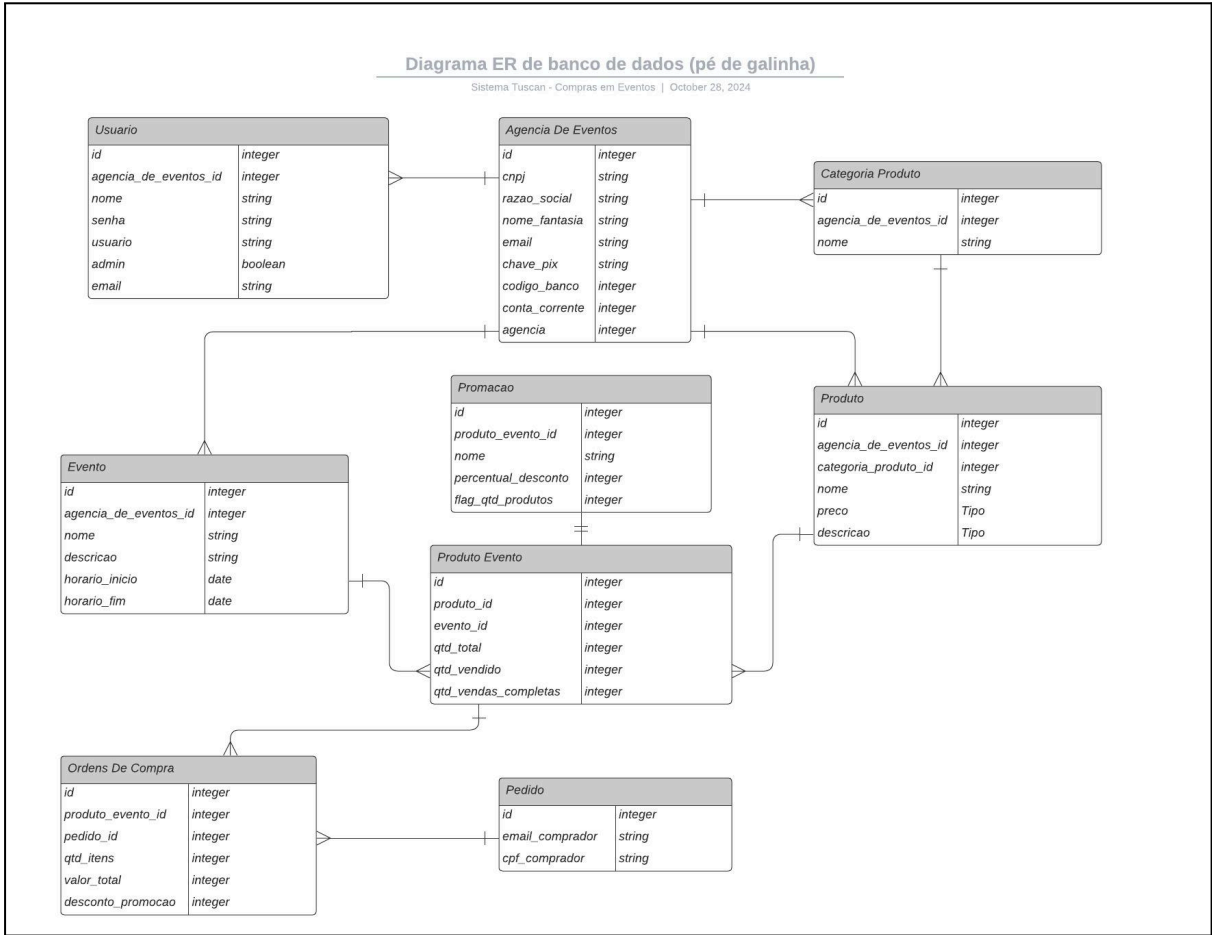 Diagrama ER de banco de dados (pé de galinha)
Sistema Tuscan - Compras em Eventos | October 28, 2024
Usuario
id integer
agencia_de_eventos_id integer
nome string
senha string
usuario string
admin boolean
email string
Agencia De Eventos
id integer
cnpj string
razao_social string
nome_fantasia string
email string
chave_pix string
codigo_banco integer
conta_corrente integer
agencia integer
Categoria Produto
id integer
agencia_de_eventos_id integer
nome string
Promacao
id integer
produto_evento_id integer
nome string
percentual_desconto integer
flag_qtd_produtos integer
Produto
id integer
agencia_de_eventos_id integer
categoria_produto_id integer
nome string
preco Tipo
descricao Tipo
Evento
id integer
agencia_de_eventos_id integer
nome string
descricao string
horario_inicio date
horario_fim date
Produto Evento
id integer
produto_id integer
evento_id integer
qtd_total integer
qtd_vendido integer
qtd_vendas_completas integer
Ordens De Compra
id integer
produto_evento_id integer
pedido_id integer
qtd_itens integer
valor_total integer
desconto_promocao integer
Pedido
id integer
email_comprador string
cpf_comprador string